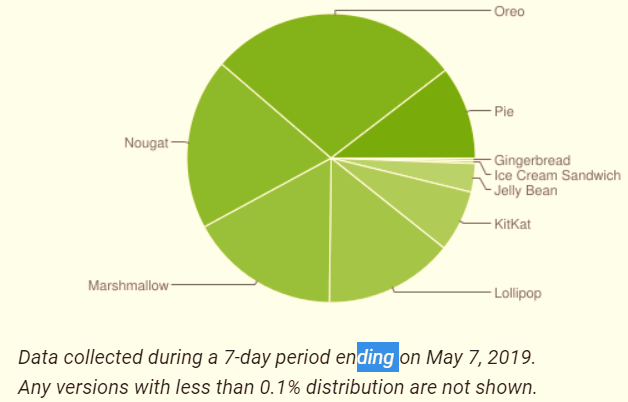 Oreo
Pie
Nougat
Gingerbread
Ice Cream Sandwich
Jelly Bean
KitKat
Marshmallow
Lollipop
Data collected during a 7-day period ending on May 7, 2019.
Any versions with less than 0.1% distribution are not shown.